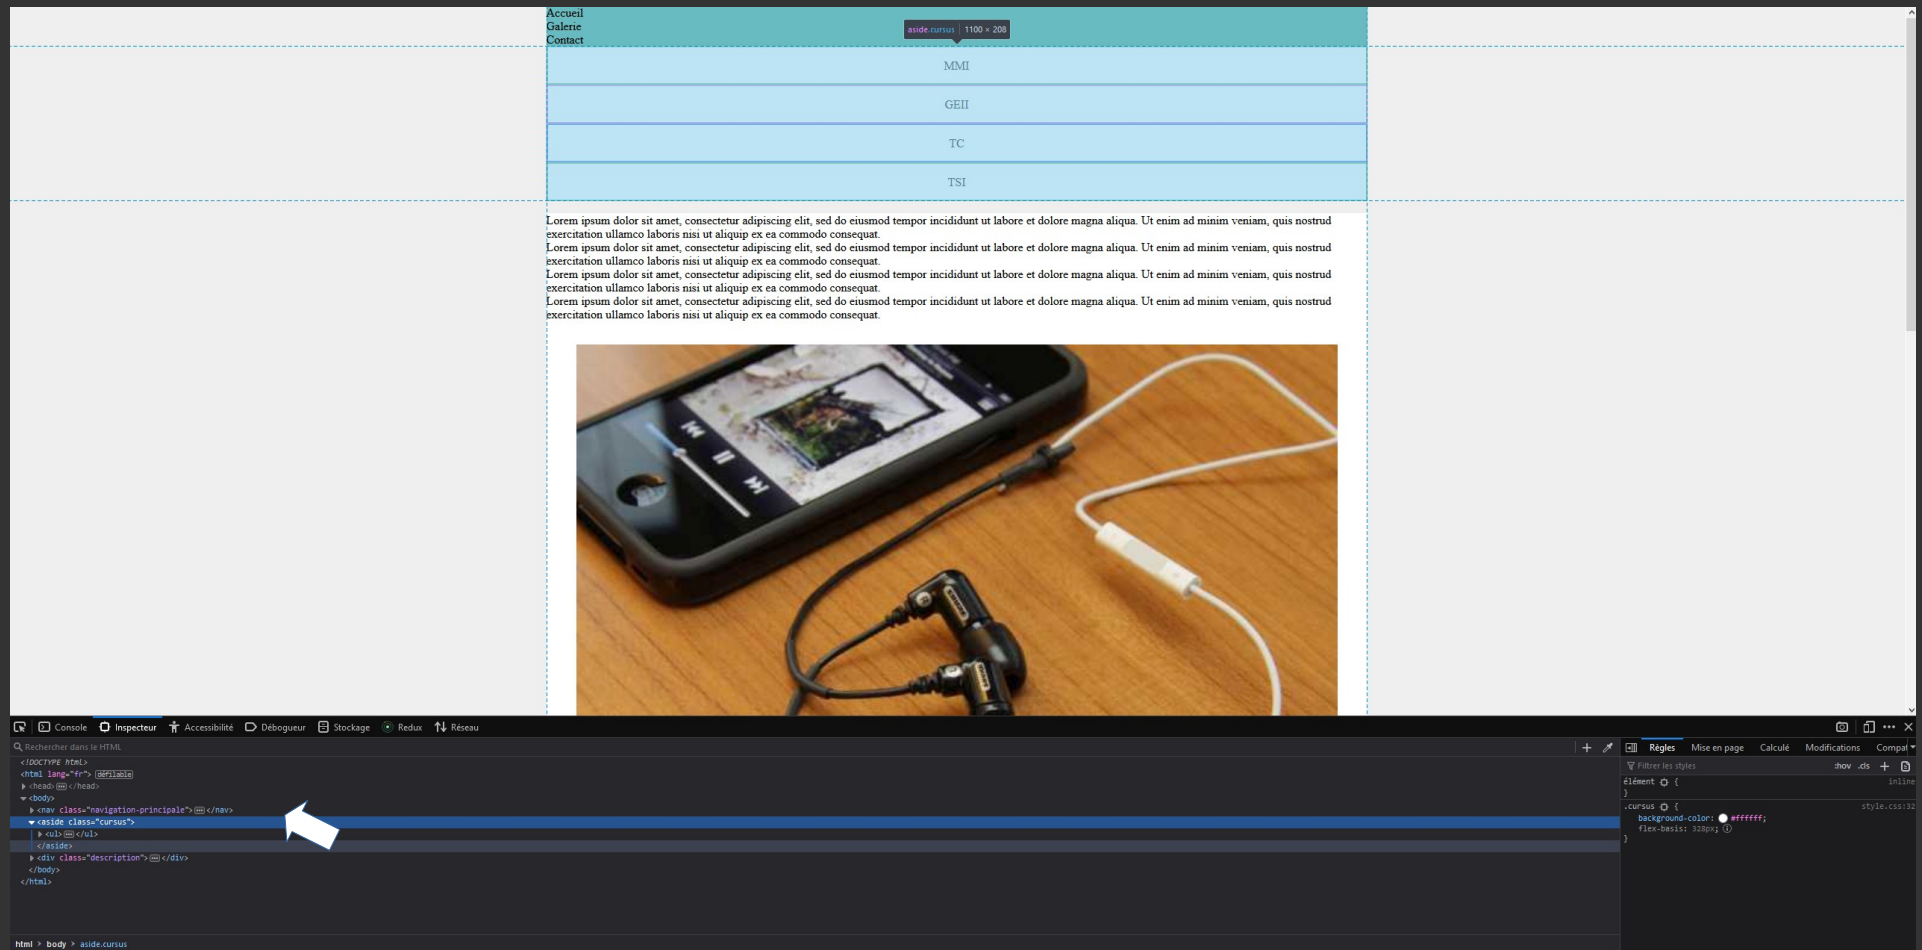 Accueil
Galerie
Contact
aside.cursus 1100 × 208
MMI
GEII
TC
TSI
Lorem ipsum dolor sit amet, consectetur adipiscing elit, sed do eiusmod tempor incididunt ut labore et dolore magna aliqua. Ut enim ad minim veniam, quis nostrud
exercitation ullamco laboris nisi ut aliquip ex ea commodo consequat.
Lorem ipsum dolor sit amet, consectetur adipiscing elit, sed do eiusmod tempor incididunt ut labore et dolore magna aliqua. Ut enim ad minim veniam, quis nostrud
exercitation ullamco laboris nisi ut aliquip ex ea commodo consequat.
Lorem ipsum dolor sit amet, consectetur adipiscing elit, sed do eiusmod tempor incididunt ut labore et dolore magna aliqua. Ut enim ad minim veniam, quis nostrud
exercitation ullamco laboris nisi ut aliquip ex ea commodo consequat.
Lorem ipsum dolor sit amet, consectetur adipiscing elit, sed do eiusmod tempor incididunt ut labore et dolore magna aliqua. Ut enim ad minim veniam, quis nostrud
exercitation ullamco laboris nisi ut aliquip ex ea commodo consequat.
Console Inspecteur Accessibilité Débogueur Stockage Redux Réseau
Rechercher dans le HTML
<!DOCTYPE html>
<html lang="fr"> défilable
<head> </head>
<body>
<nav class="navigation-principale"> </nav>
<aside class="cursus">
<ul> </ul>
</aside>
<div class="description"> </div>
</body>
</html>
html > body > aside.cursus
Règles Mise en page Calculé Modifications Compat
Filtrer les styles :hov .cls +
élément { inline
}
.cursus { style.css:32
background-color: #ffffff;
flex-basis: 328px;
}